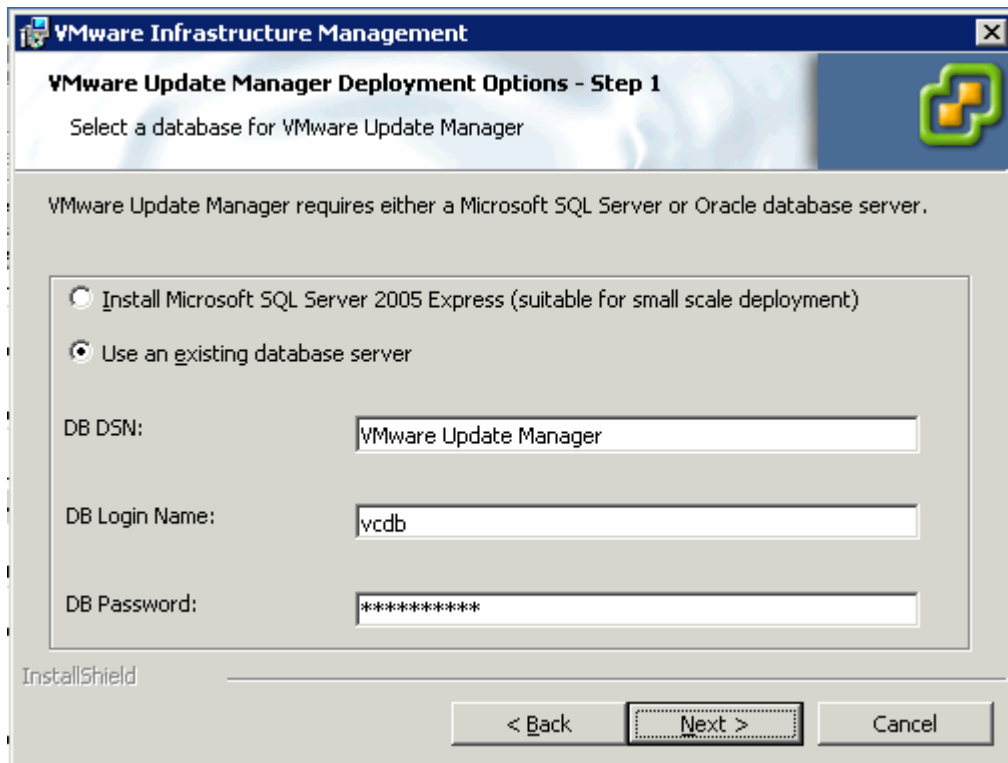 VMware Infrastructure Management
VMware Update Manager Deployment Options - Step 1
Select a database for VMware Update Manager
VMware Update Manager requires either a Microsoft SQL Server or Oracle database server.
Install Microsoft SQL Server 2005 Express (suitable for small scale deployment)
Use an existing database server
DB DSN: VMware Update Manager
DB Login Name: vcdb
DB Password: **********
InstallShield
< Back Next > Cancel